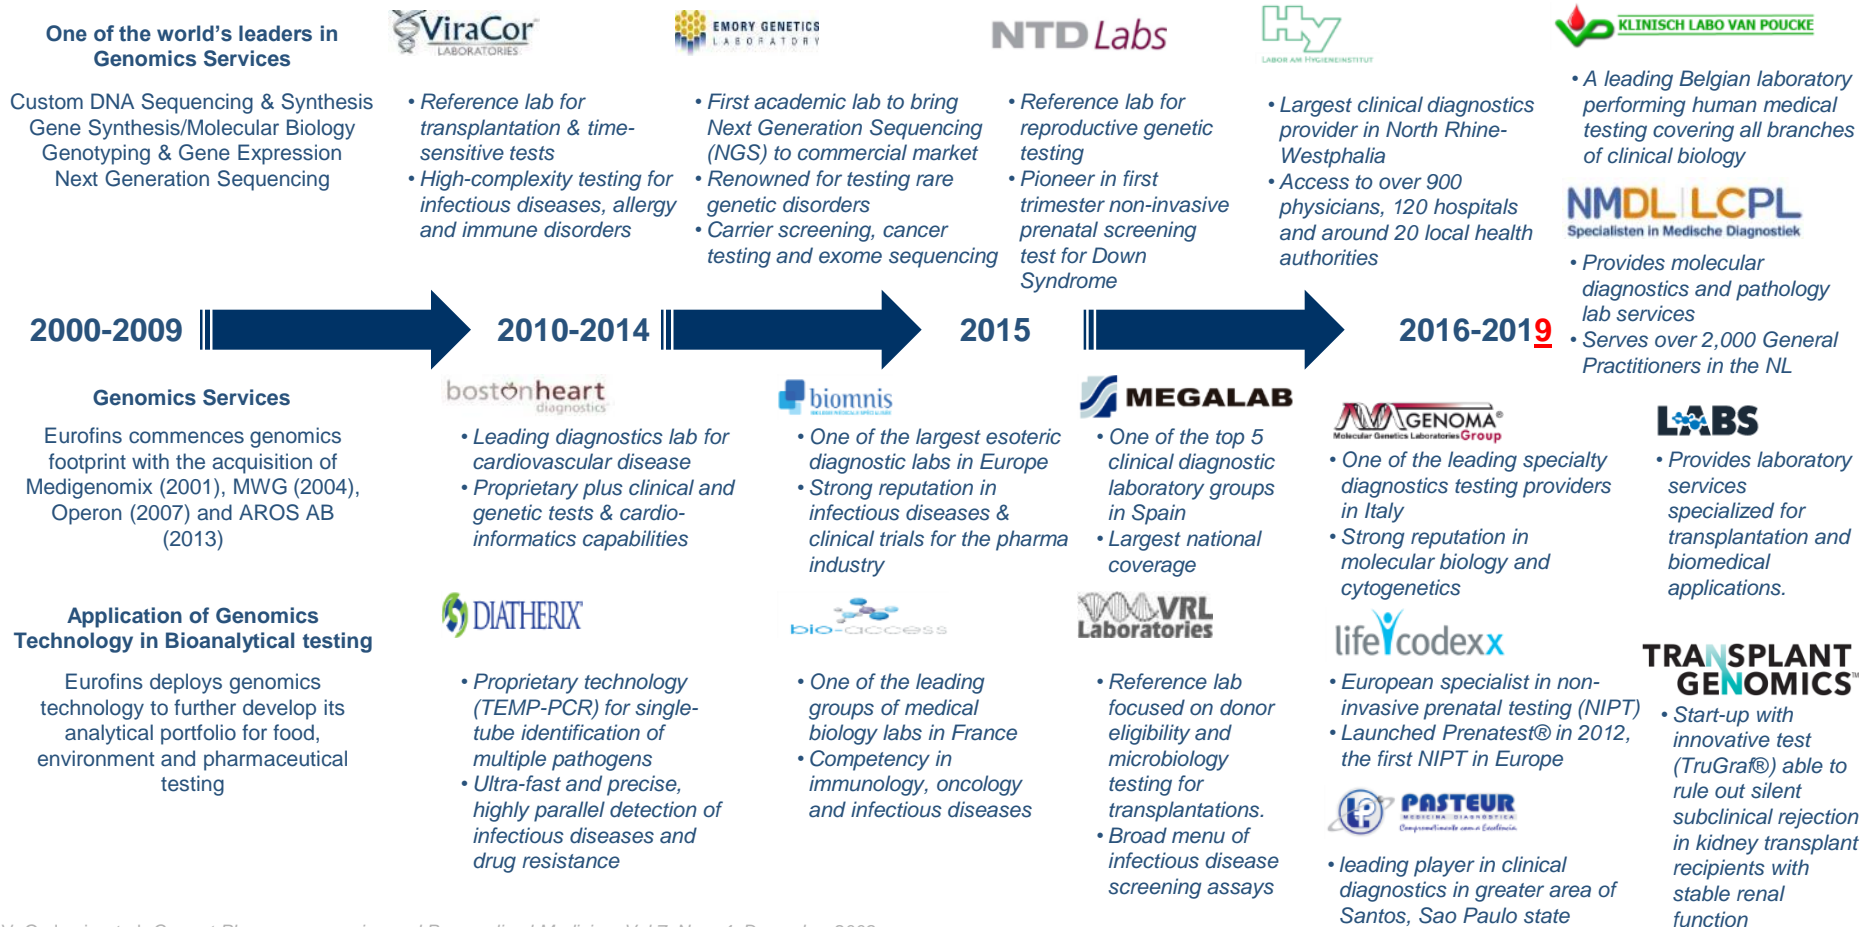 One of the world's leaders in
Genomics Services
Custom DNA Sequencing & Synthesis
Gene Synthesis/Molecular Biology
Genotyping & Gene Expression
Next Generation Sequencing
ViraCor
LABORATORIES
• Reference lab for
transplantation & time-
sensitive tests
• High-complexity testing for
infectious diseases, allergy
and immune disorders
EMORY GENETICS
LABORATORY
• First academic lab to bring
Next Generation Sequencing
(NGS) to commercial market
• Renowned for testing rare
genetic disorders
• Carrier screening, cancer
testing and exome sequencing
NTD Labs
• Reference lab for
reproductive genetic
testing
• Pioneer in first
trimester non-invasive
prenatal screening
test for Down
Syndrome
Hy
LABOR AM HYGIENEINSTITUT
• Largest clinical diagnostics
provider in North Rhine-
Westphalia
• Access to over 900
physicians, 120 hospitals
and around 20 local health
authorities
KLINISCH LABO VAN POUCKE
• A leading Belgian laboratory
performing human medical
testing covering all branches
of clinical biology
NMDL LCPL
Specialisten in Medische Diagnostiek
• Provides molecular
diagnostics and pathology
lab services
• Serves over 2,000 General
Practitioners in the NL
2000-2009
2010-2014
2015
2016-2019
Genomics Services
Eurofins commences genomics
footprint with the acquisition of
Medigenomix (2001), MWG (2004),
Operon (2007) and AROS AB
(2013)
Application of Genomics
Technology in Bioanalytical testing
Eurofins deploys genomics
technology to further develop its
analytical portfolio for food,
environment and pharmaceutical
testing
bostonheart
diagnostics
• Leading diagnostics lab for
cardiovascular disease
• Proprietary plus clinical and
genetic tests & cardio-
informatics capabilities
DIATHERIX
• Proprietary technology
(TEMP-PCR) for single-
tube identification of
multiple pathogens
• Ultra-fast and precise,
highly parallel detection of
infectious diseases and
drug resistance
biomnis
• One of the largest esoteric
diagnostic labs in Europe
• Strong reputation in
infectious diseases &
clinical trials for the pharma
industry
bio-access
• One of the leading
groups of medical
biology labs in France
• Competency in
immunology, oncology
and infectious diseases
MEGALAB
• One of the top 5
clinical diagnostic
laboratory groups
in Spain
• Largest national
coverage
VRL
Laboratories
• Reference lab
focused on donor
eligibility and
microbiology
testing for
transplantations.
• Broad menu of
infectious disease
screening assays
GENOMA®
Molecular Genetics Laboratories Group
• One of the leading specialty
diagnostics testing providers
in Italy
• Strong reputation in
molecular biology and
cytogenetics
lifecodexx
• European specialist in non-
invasive prenatal testing (NIPT)
• Launched Prenatest® in 2012,
the first NIPT in Europe
PASTEUR
MEDICINA DIAGNÓSTICA
Comprometimento com a Excelência
• leading player in clinical
diagnostics in greater area of
Santos, Sao Paulo state
LABS
• Provides laboratory
services
specialized for
transplantation and
biomedical
applications.
TRANSPLANT
GENOMICS™
• Start-up with
innovative test
(TruGraf®) able to
rule out silent
subclinical rejection
in kidney transplant
recipients with
stable renal
function